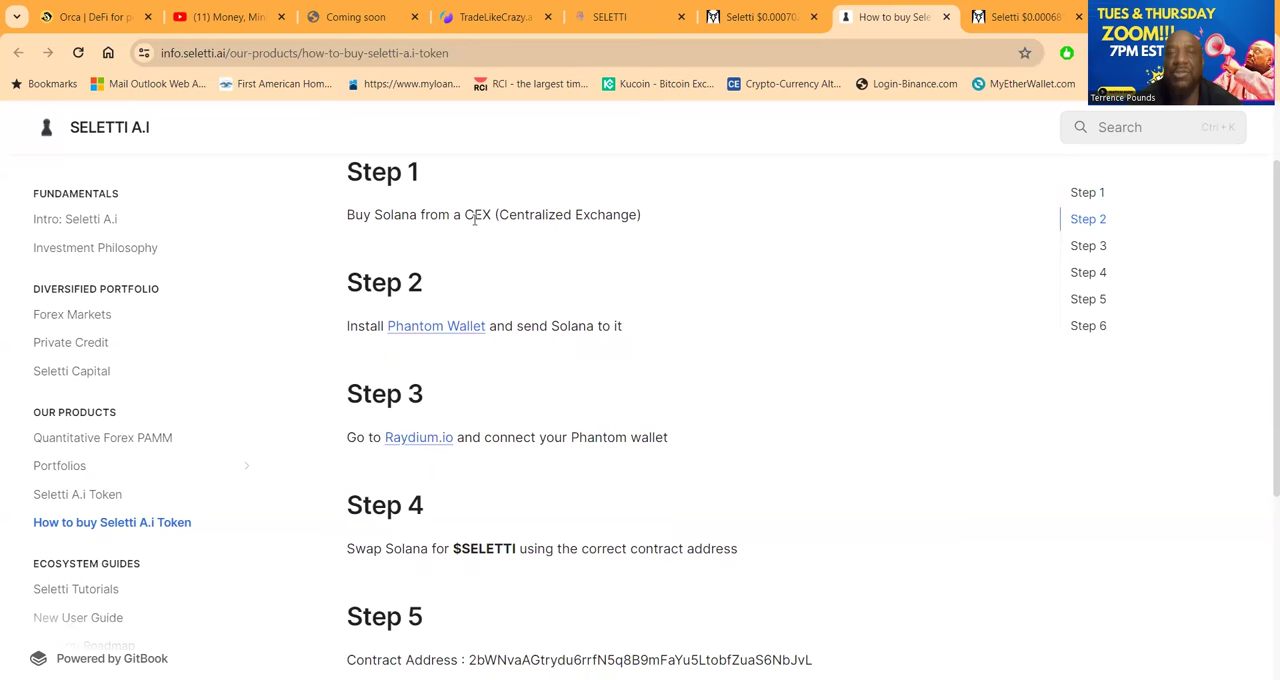 Orca | DeFi for p
(11) Money, Min
Coming soon
TradeLikeCrazy.a
SELETTI
Seletti $0.00070
How to buy Sele
Seletti $0.00068
info.seletti.ai/our-products/how-to-buy-seletti-a.i-token
Bookmarks
Mail Outlook Web A...
First American Hom...
https://www.myloan...
RCI
RCI - the largest tim...
Kucoin - Bitcoin Exc...
CE
Crypto-Currency Alt...
Login-Binance.com
MyEtherWallet.com
TUES & THURSDAY
ZOOM!!!
7PM EST
Terrence Pounds
SELETTI A.I
Search
Ctrl + K
FUNDAMENTALS
Intro: Seletti A.i
Investment Philosophy
DIVERSIFIED PORTFOLIO
Forex Markets
Private Credit
Seletti Capital
OUR PRODUCTS
Quantitative Forex PAMM
Portfolios
Seletti A.i Token
How to buy Seletti A.i Token
ECOSYSTEM GUIDES
Seletti Tutorials
New User Guide
my Roadmap
Powered by GitBook
Step 1
Buy Solana from a CEX (Centralized Exchange)
Step 2
Install Phantom Wallet and send Solana to it
Step 3
Go to Raydium.io and connect your Phantom wallet
Step 4
Swap Solana for $SELETTI using the correct contract address
Step 5
Contract Address : 2bWNvaAGtrydu6rrfN5q8B9mFaYu5LtobfZuaS6NbJvL
Step 1
Step 2
Step 3
Step 4
Step 5
Step 6